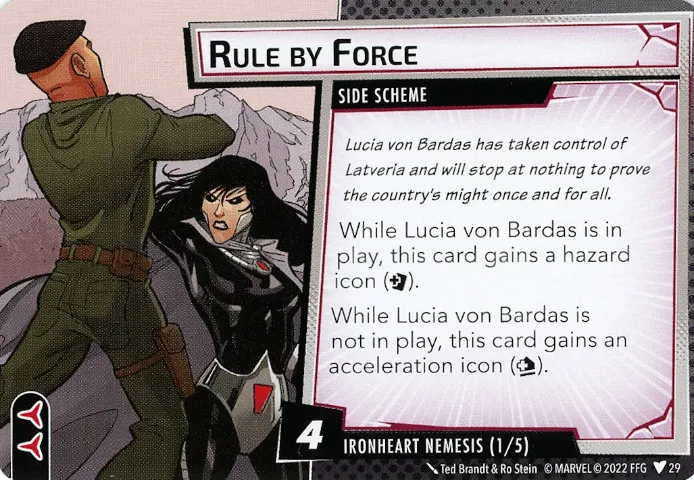 RULE BY FORCE
SIDE SCHEME
Lucia von Bardas has taken control of
Latveria and will stop at nothing to prove
the country's might once and for all.
While Lucia von Bardas is in
play, this card gains a hazard
icon ( ).
While Lucia von Bardas is
not in play, this card gains an
acceleration icon ( ).
4
IRONHEART NEMESIS (1/5)
Ted Brandt & Ro Stein © MARVEL © 2022 FFG 29